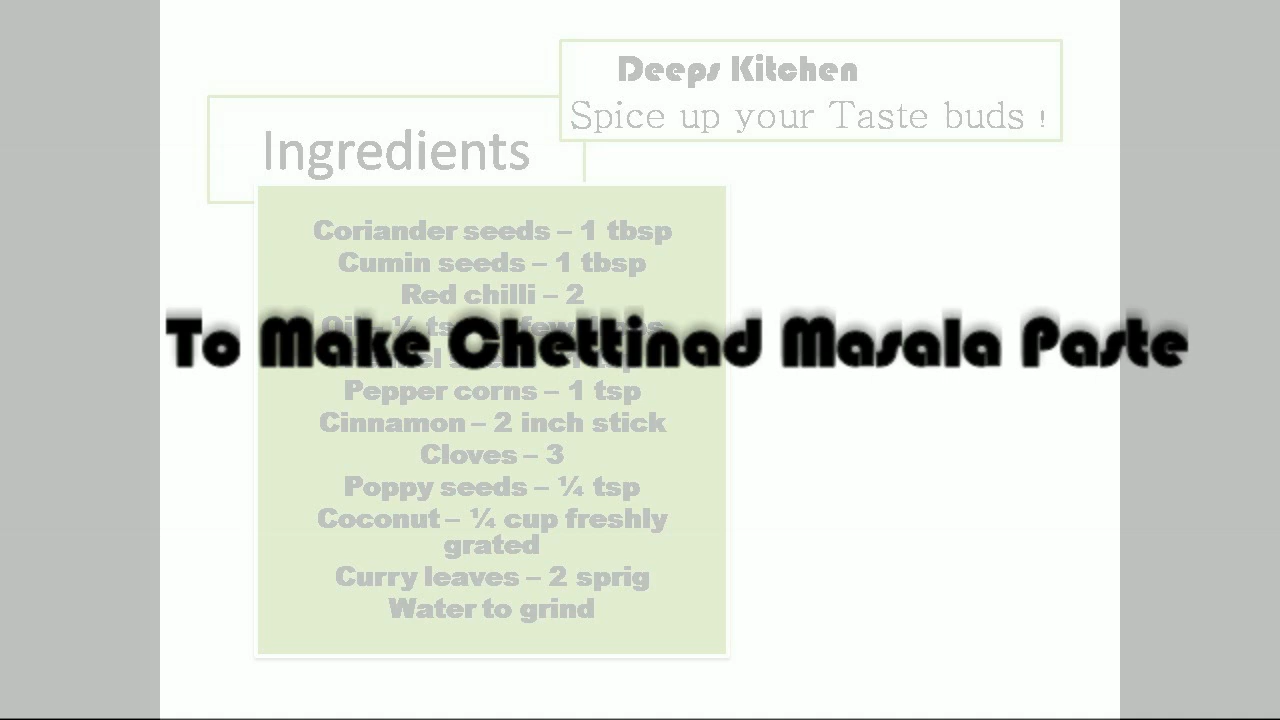 Deeps Kitchen
Spice up your Taste buds !
Ingredients
Coriander seeds – 1 tbsp
Cumin seeds – 1 tbsp
Red chilli – 2
To Make Chettinad Masala Paste
Pepper corns – 1 tsp
Cinnamon – 2 inch stick
Cloves – 3
Poppy seeds – ¼ tsp
Coconut – ¼ cup freshly
grated
Curry leaves – 2 sprig
Water to grind